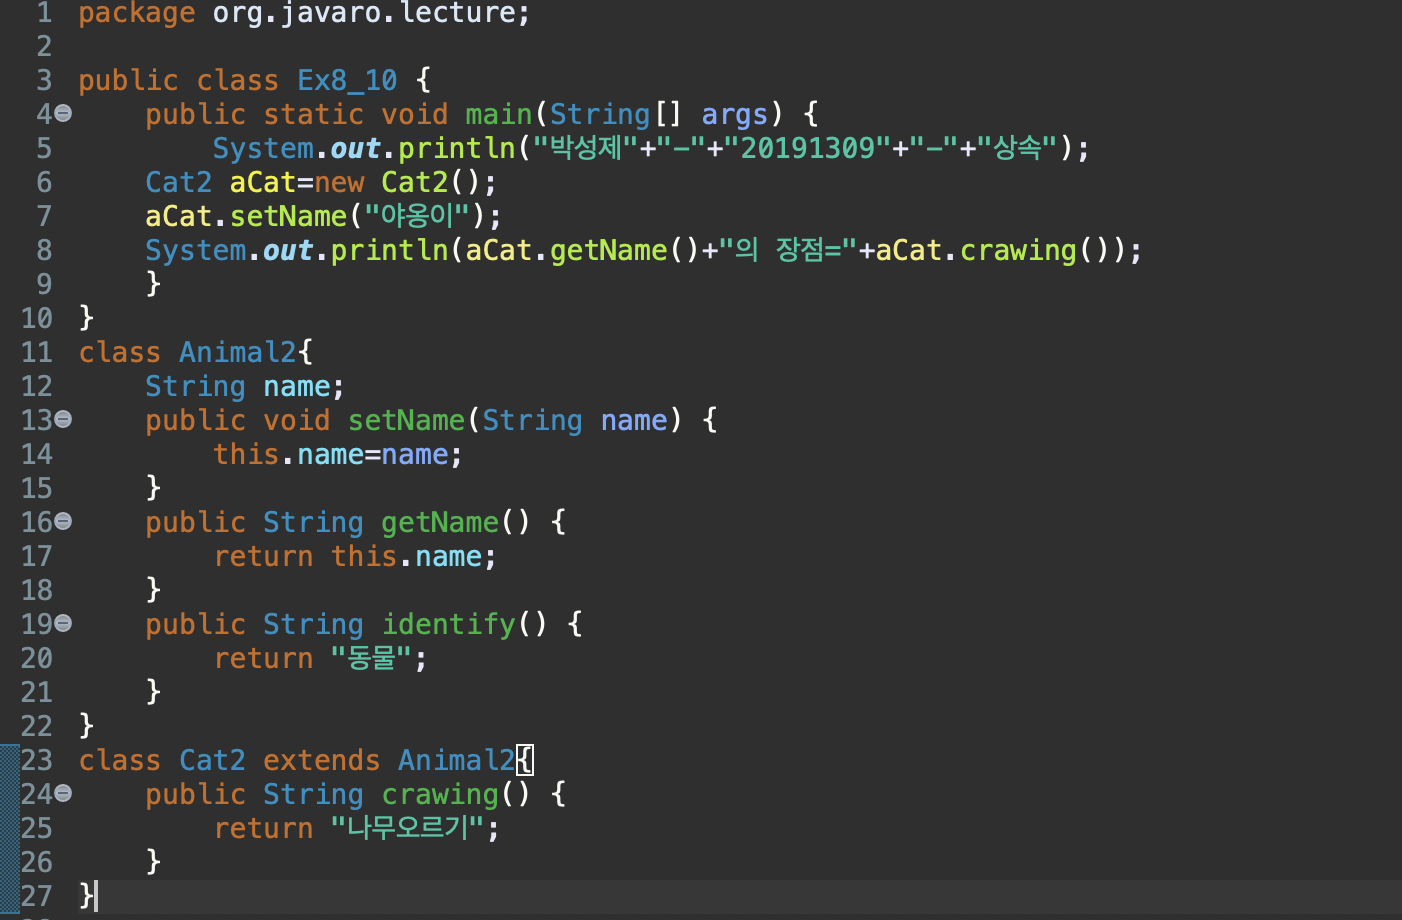 1 package org.javaro.lecture;
2
3 public class Ex8_10 {
4 public static void main(String[] args) {
5 System.out.println("박성제"+"-"+"20191309"+"-"+"상속");
6 Cat2 aCat=new Cat2();
7 aCat.setName("야옹이");
8 System.out.println(aCat.getName()+"의 장점="+aCat.crawing());
9 }
10 }
11 class Animal2{
12 String name;
13 public void setName(String name) {
14 this.name=name;
15 }
16 public String getName() {
17 return this.name;
18 }
19 public String identify() {
20 return "동물";
21 }
22 }
23 class Cat2 extends Animal2{
24 public String crawing() {
25 return "나무오르기";
26 }
27 }